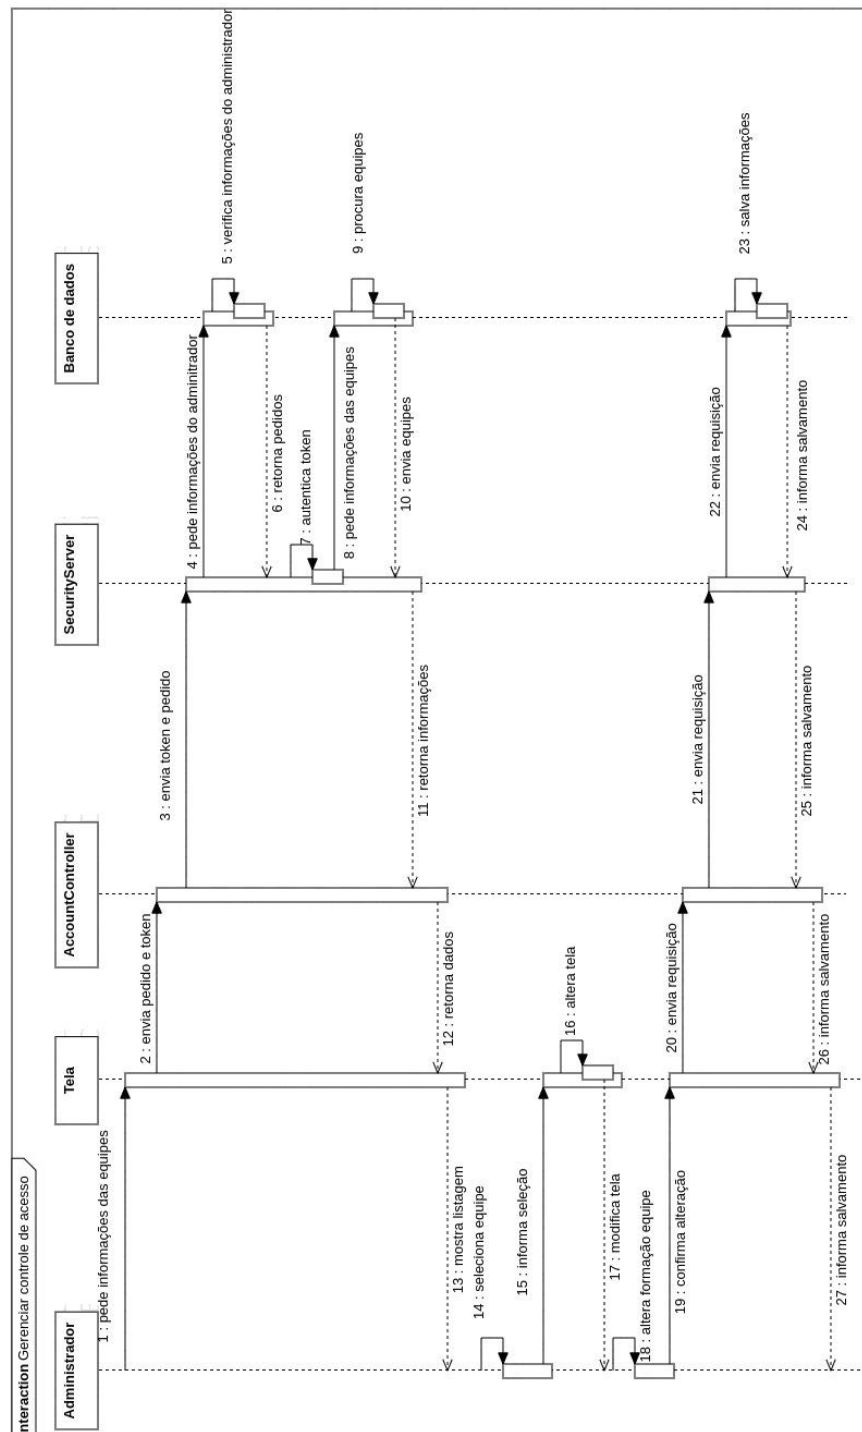 nteraction Gerenciar controle de acesso
Administrador
Tela
AccountController
SecurityServer
Banco de dados
1 : pede informações das equipes
2 : envia pedido e token
3 : envia token e pedido
4 : pede informações do adminitrador
5 : verifica informações do administrador
6 : retorna pedidos
7 : autentica token
8 : pede informações das equipes
9 : procura equipes
10 : envia equipes
11 : retorna informações
12 : retorna dados
13 : mostra listagem
14 : seleciona equipe
15 : informa seleção
16 : altera tela
17 : modifica tela
18 : altera formação equipe
19 : confirma alteração
20 : envia requisição
21 : envia requisição
22 : envia requisição
23 : salva informações
24 : informa salvamento
25 : informa salvamento
26 : informa salvamento
27 : informa salvamento